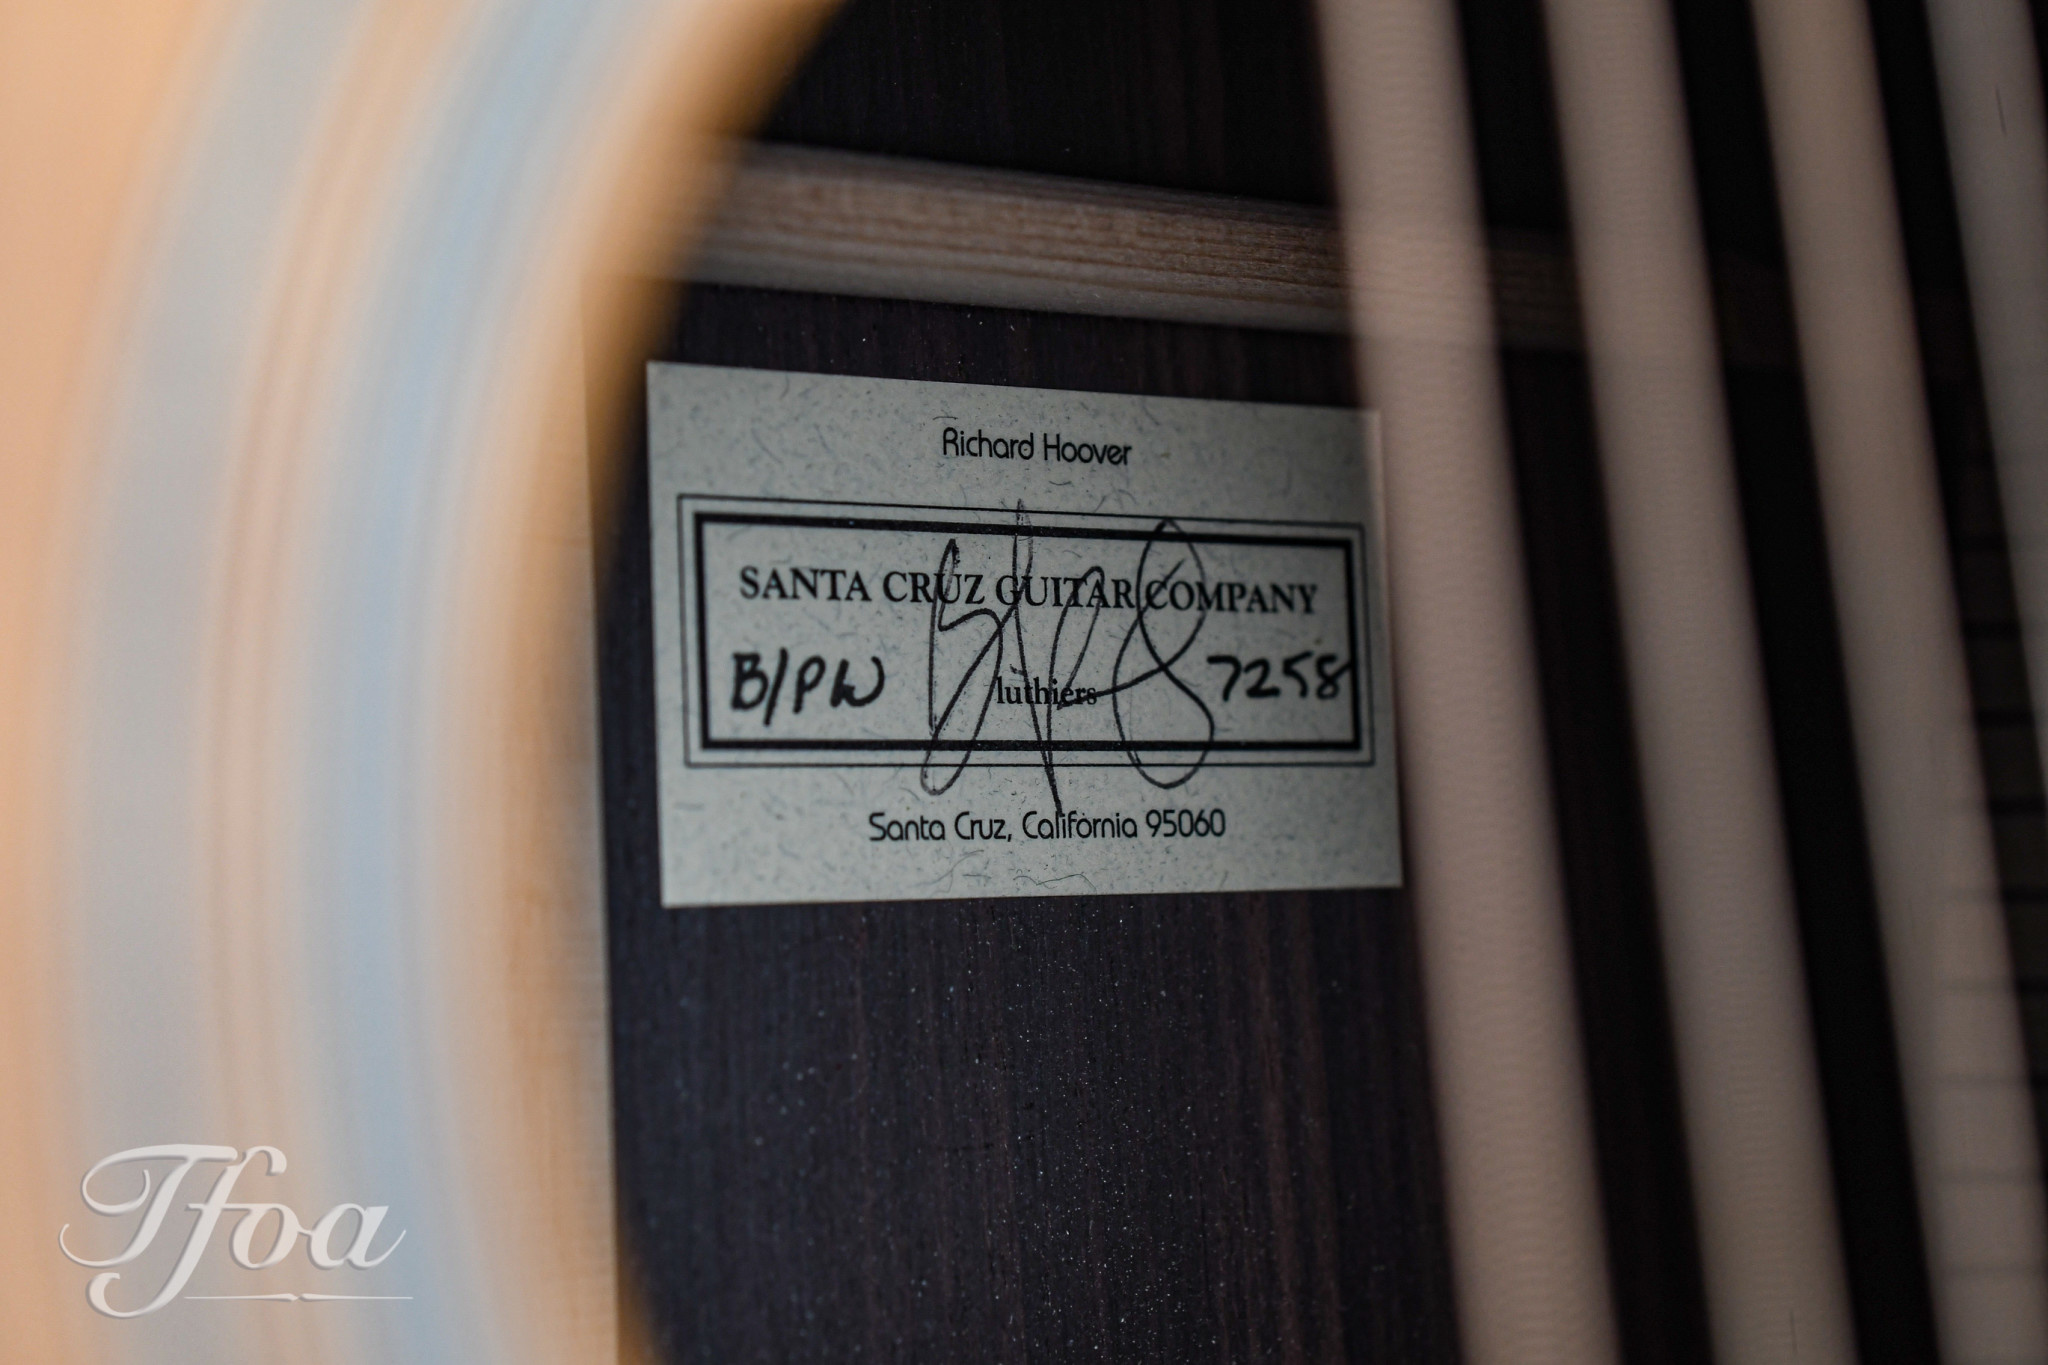 Richard Hoover
SANTA CRUZ GUITAR COMPANY
B/PW luthiers 7258
Santa Cruz, California 95060
Tfoa